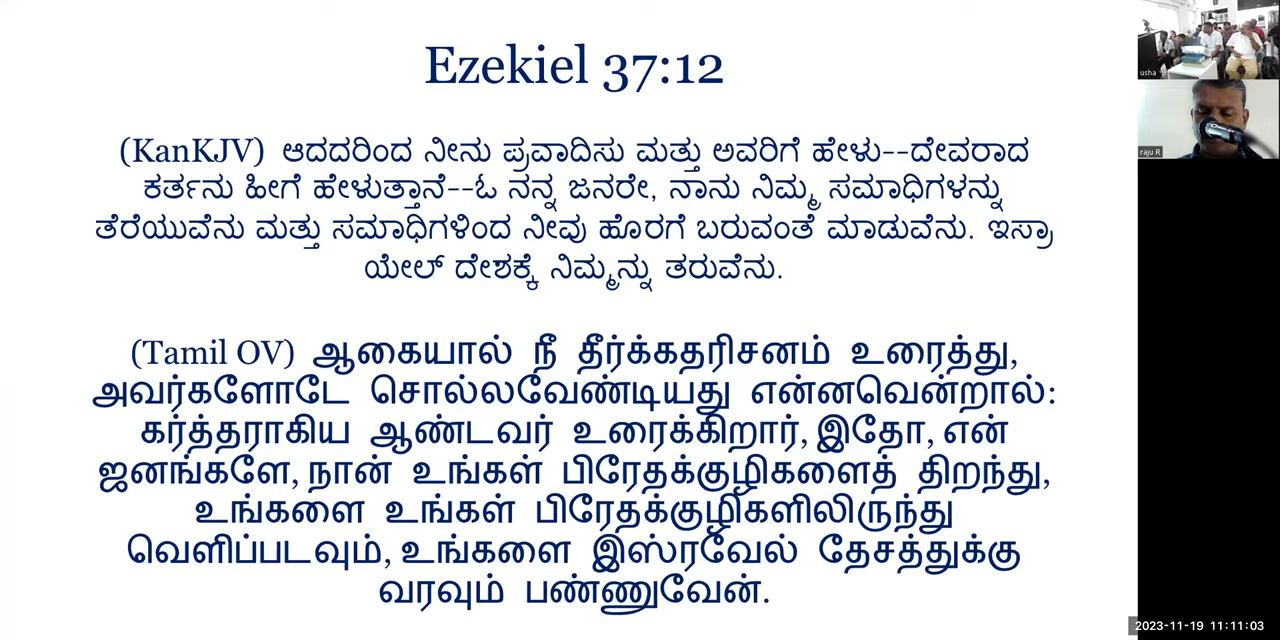 Ezekiel 37:12
(KanKJV) ಆದದರಿಂದ ನೀನು ಪ್ರವಾದಿಸು ಮತ್ತು ಅವರಿಗೆ ಹೇಳು--ದೇವರಾದ
ಕರ್ತನು ಹೀಗೆ ಹೇಳುತ್ತಾನೆ--ಓ ನನ್ನ ಜನರೇ, ನಾನು ನಿಮ್ಮ ಸಮಾಧಿಗಳನ್ನು
ತೆರೆಯುವೆನು ಮತ್ತು ಸಮಾಧಿಗಳಿಂದ ನೀವು ಹೊರಗೆ ಬರುವಂತೆ ಮಾಡುವೆನು. ಇಸ್ರಾ
ಯೇಲ್ ದೇಶಕ್ಕೆ ನಿಮ್ಮನ್ನು ತರುವೆನು.
(Tamil OV) ஆகையால் நீ தீர்க்கதரிசனம் உரைத்து,
அவர்களோடே சொல்லவேண்டியது என்னவென்றால்:
கர்த்தராகிய ஆண்டவர் உரைக்கிறார், இதோ, என்
ஜனங்களே, நான் உங்கள் பிரேதக்குழிகளைத் திறந்து,
உங்களை உங்கள் பிரேதக்குழிகளிலிருந்து
வெளிப்படவும், உங்களை இஸ்ரவேல் தேசத்துக்கு
வரவும் பண்ணுவேன்.
usha
raju R
2023-11-19 11:11:03